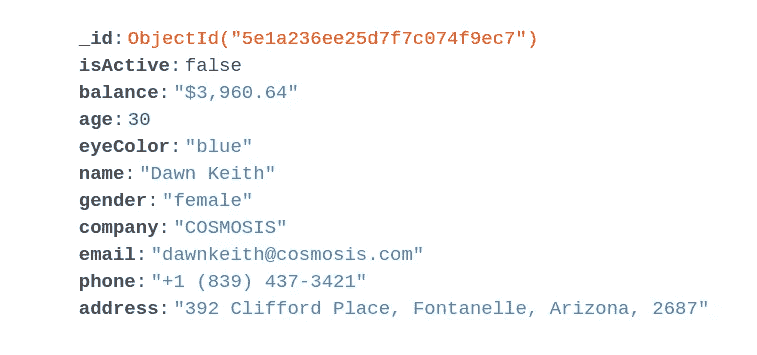 _id: ObjectId("5e1a236ee25d7f7c074f9ec7")
isActive: false
balance: "$3,960.64"
age: 30
eyeColor: "blue"
name: "Dawn Keith"
gender: "female"
company: "COSMOSIS"
email: "dawnkeith@cosmosis.com"
phone: "+1 (839) 437-3421"
address: "392 Clifford Place, Fontanelle, Arizona, 2687"